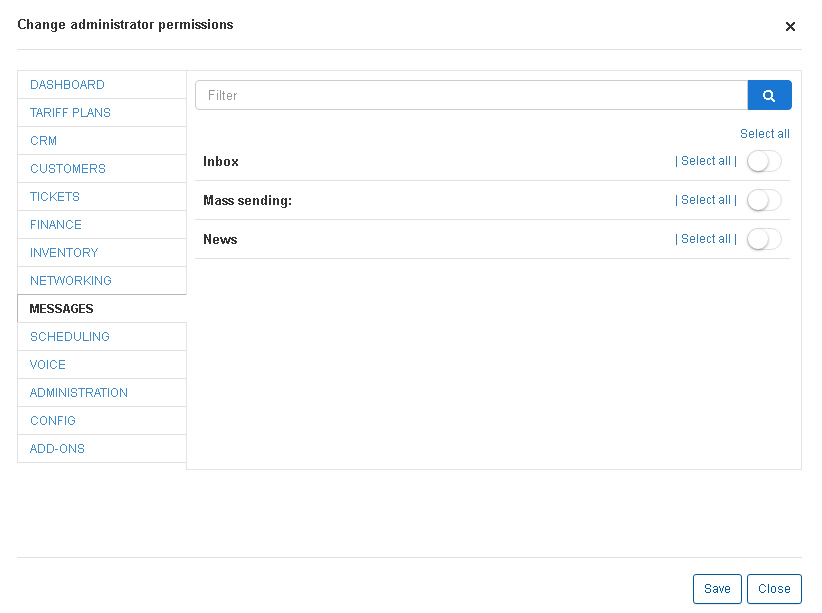 Change administrator permissions
DASHBOARD
TARIFF PLANS
CRM
CUSTOMERS
TICKETS
FINANCE
INVENTORY
NETWORKING
MESSAGES
SCHEDULING
VOICE
ADMINISTRATION
CONFIG
ADD-ONS
Filter
Select all
Inbox | Select all |
Mass sending: | Select all |
News | Select all |
Save Close